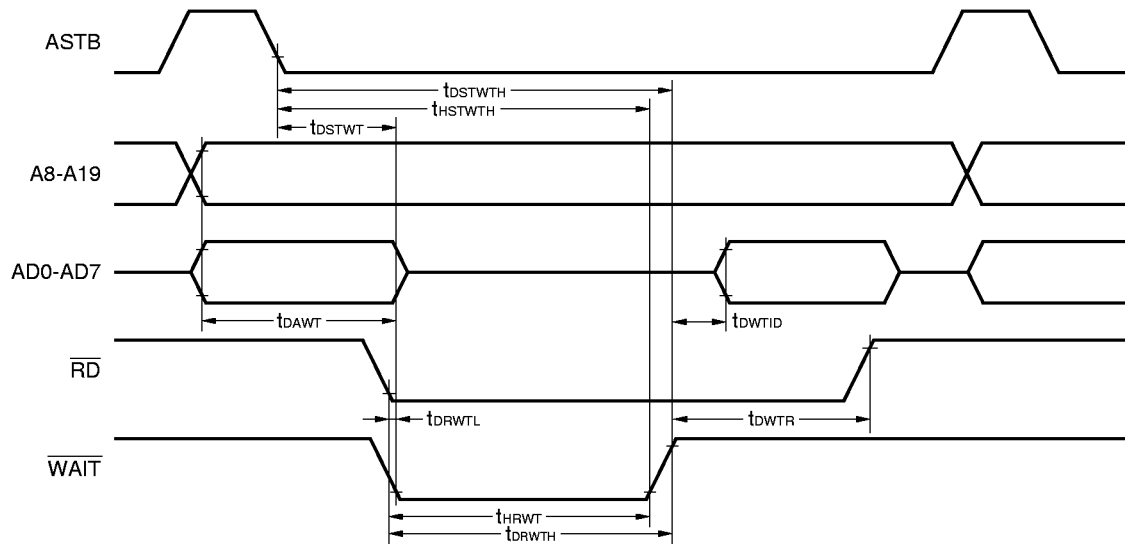 ASTB
tDSTWTH
tHSTWTH
tDSTWT
A8-A19
AD0-AD7
tDAWT
tDWTID
RD
tDRWTL
tDWTR
WAIT
tHRWT
tDRWTH